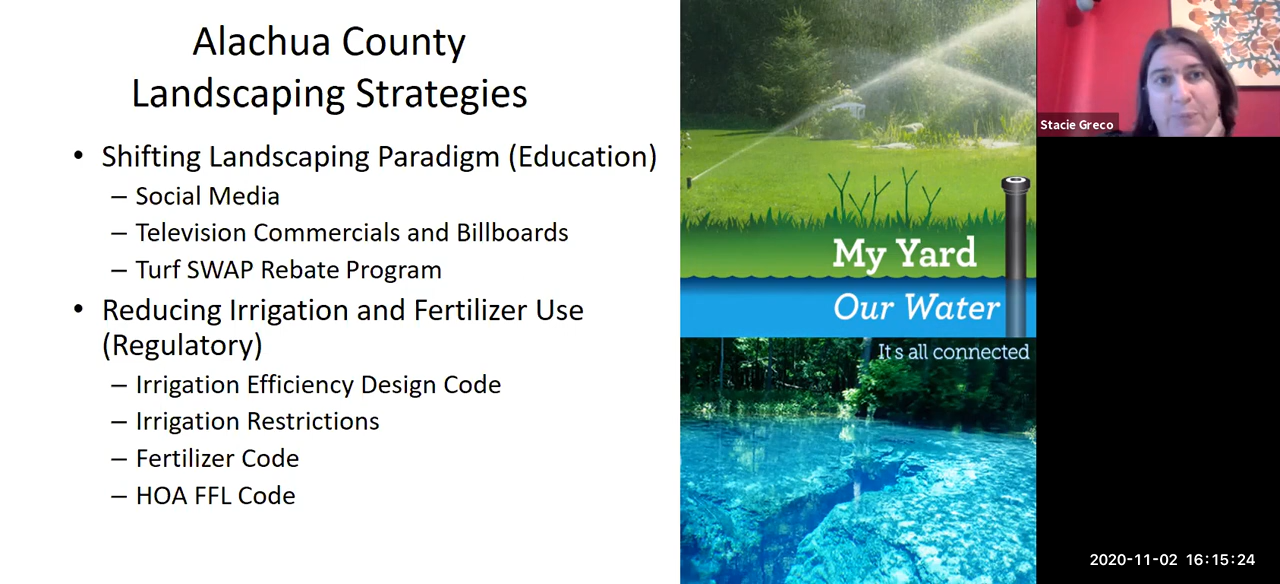 Alachua County
Landscaping Strategies
• Shifting Landscaping Paradigm (Education)
– Social Media
– Television Commercials and Billboards
– Turf SWAP Rebate Program
• Reducing Irrigation and Fertilizer Use
(Regulatory)
– Irrigation Efficiency Design Code
– Irrigation Restrictions
– Fertilizer Code
– HOA FFL Code
My Yard
Our Water
It s all connected
Stacie Greco
2020-11-02 16:15:24